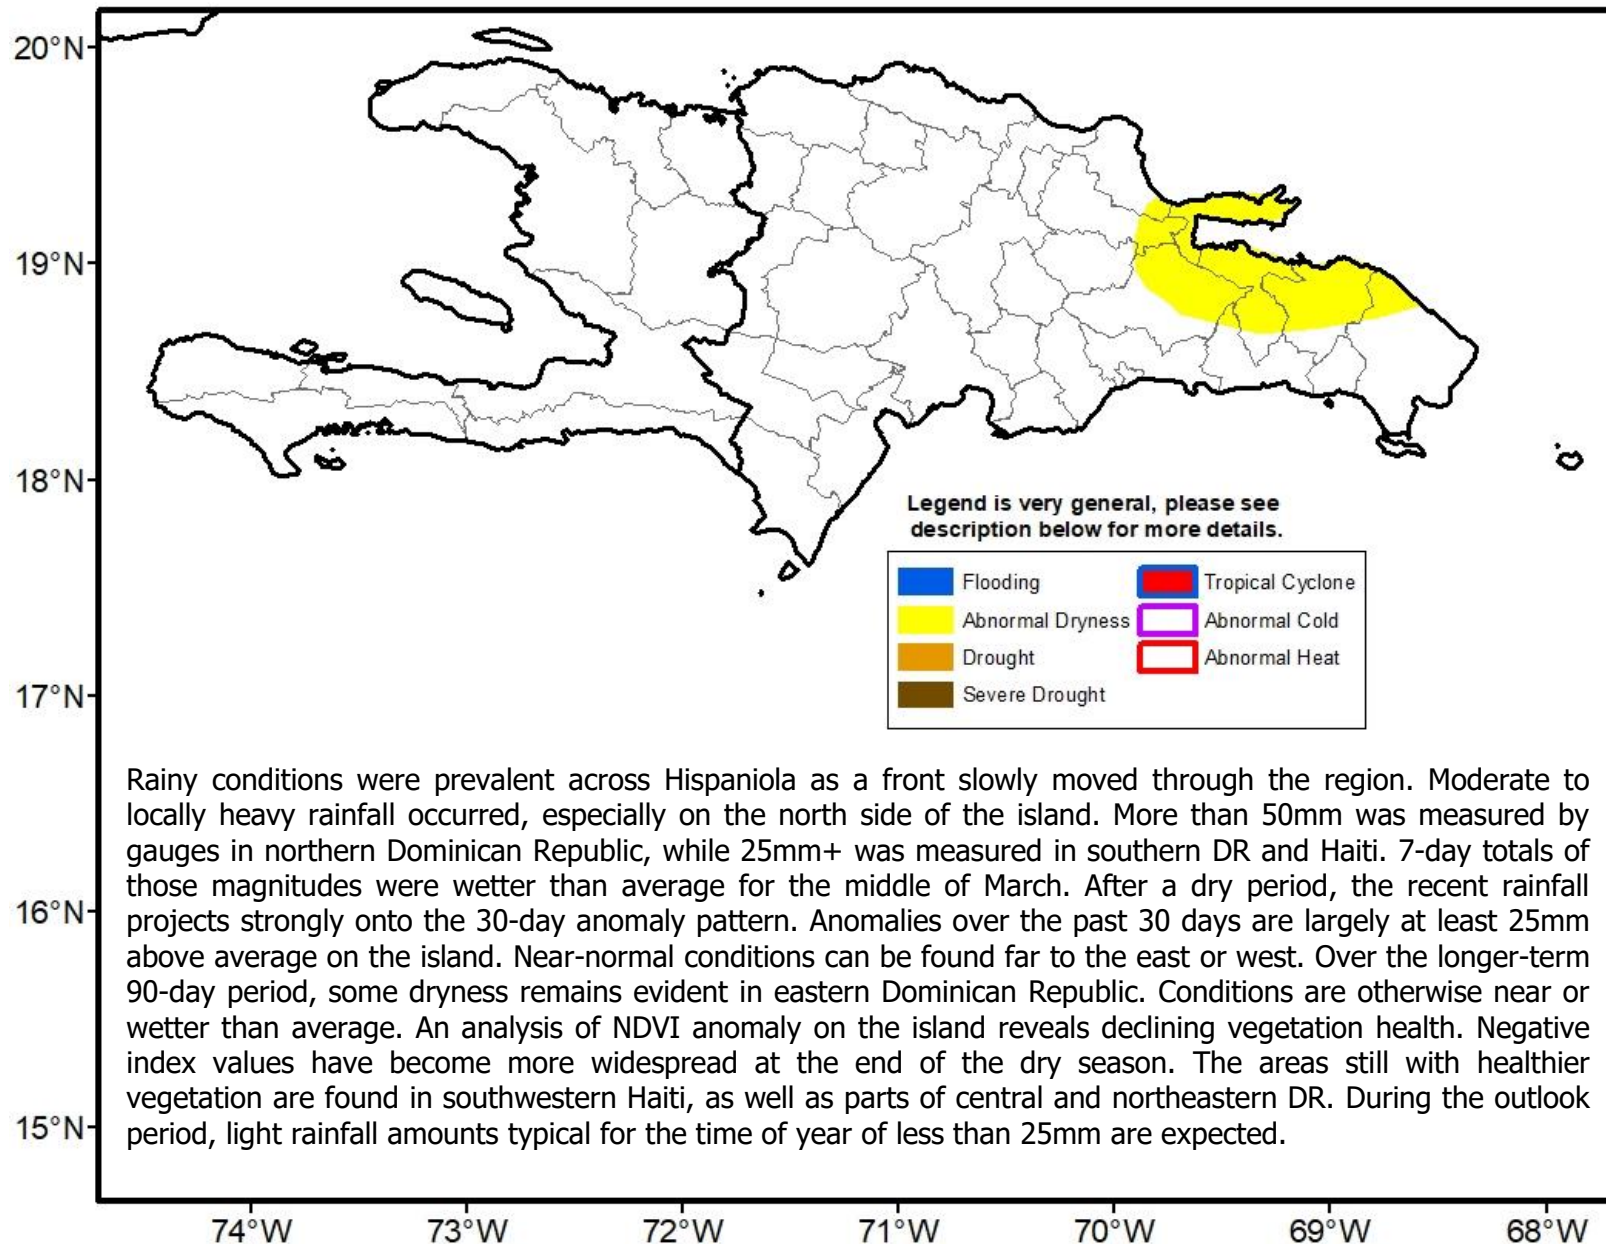 20°N
19°N
18°N
17°N
16°N
15°N
Legend is very general, please see
description below for more details.
Flooding
Tropical Cyclone
Abnormal Dryness
Abnormal Cold
Drought
Abnormal Heat
Severe Drought
Rainy conditions were prevalent across Hispaniola as a front slowly moved through the region. Moderate to
locally heavy rainfall occurred, especially on the north side of the island. More than 50mm was measured by
gauges in northern Dominican Republic, while 25mm+ was measured in southern DR and Haiti. 7-day totals of
those magnitudes were wetter than average for the middle of March. After a dry period, the recent rainfall
projects strongly onto the 30-day anomaly pattern. Anomalies over the past 30 days are largely at least 25mm
above average on the island. Near-normal conditions can be found far to the east or west. Over the longer-term
90-day period, some dryness remains evident in eastern Dominican Republic. Conditions are otherwise near or
wetter than average. An analysis of NDVI anomaly on the island reveals declining vegetation health. Negative
index values have become more widespread at the end of the dry season. The areas still with healthier
vegetation are found in southwestern Haiti, as well as parts of central and northeastern DR. During the outlook
period, light rainfall amounts typical for the time of year of less than 25mm are expected.
74°W
73°W
72°W
71°W
70°W
69°W
68°W